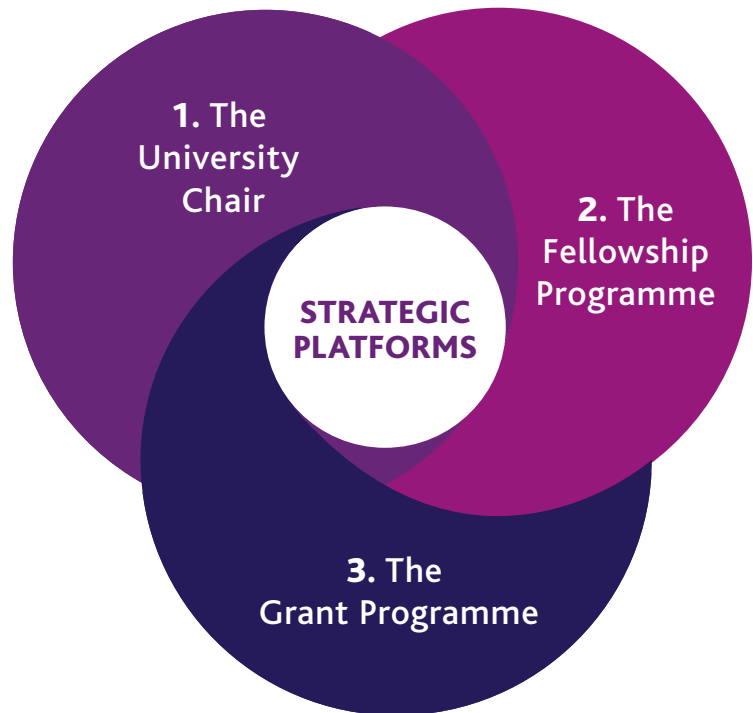 1. The
University
Chair
2. The
Fellowship
Programme
STRATEGIC
PLATFORMS
3. The
Grant Programme